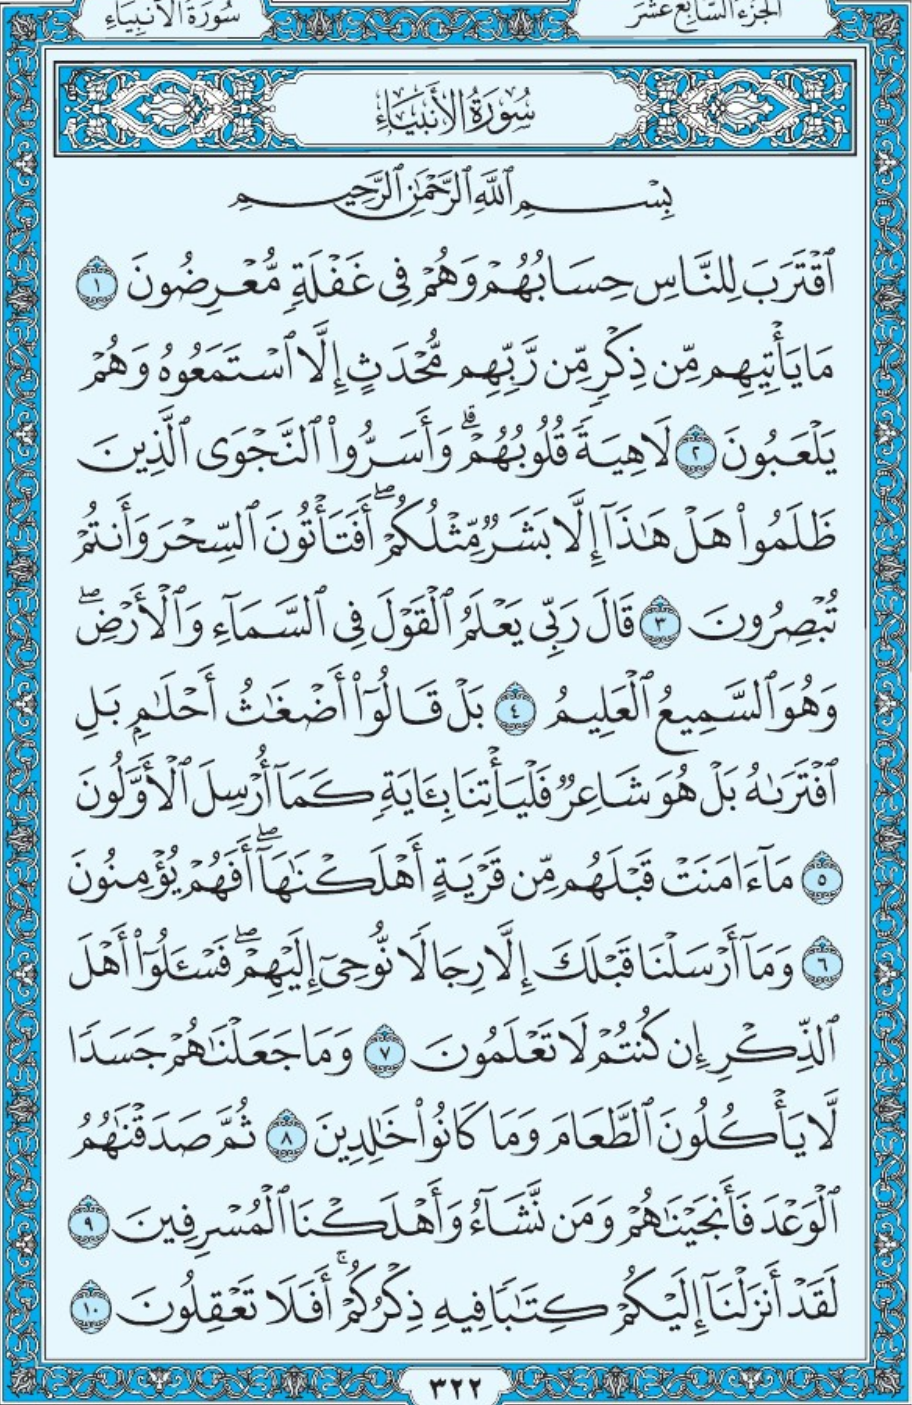 سُورَةُ الأَنبِيَاءِ
الجُزءُ السَّابِعَ عَشَرَ
سُورَةُ الأَنبِيَاءِ
بِسْمِ ٱللَّهِ ٱلرَّحْمَٰنِ ٱلرَّحِيمِ
ٱقْتَرَبَ لِلنَّاسِ حِسَابُهُمْ وَهُمْ فِى غَفْلَةٍ مُّعْرِضُونَ ١
مَا يَأْتِيهِم مِّن ذِكْرٍ مِّن رَّبِّهِم مُّحْدَثٍ إِلَّا ٱسْتَمَعُوهُ وَهُمْ
يَلْعَبُونَ ٢ لَاهِيَةً قُلُوبُهُمْ ۗ وَأَسَرُّوا۟ ٱلنَّجْوَى ٱلَّذِينَ
ظَلَمُوا۟ هَلْ هَٰذَآ إِلَّا بَشَرٌ مِّثْلُكُمْ ۖ أَفَتَأْتُونَ ٱلسِّحْرَ وَأَنتُمْ
تُبْصِرُونَ ٣ قَالَ رَبِّى يَعْلَمُ ٱلْقَوْلَ فِى ٱلسَّمَآءِ وَٱلْأَرْضِ ۖ
وَهُوَ ٱلسَّمِيعُ ٱلْعَلِيمُ ٤ بَلْ قَالُوٓا۟ أَضْغَٰثُ أَحْلَٰمٍۭ بَلِ
ٱفْتَرَىٰهُ بَلْ هُوَ شَاعِرٌ فَلْيَأْتِنَا بِـَٔايَةٍ كَمَآ أُرْسِلَ ٱلْأَوَّلُونَ
٥ مَآ ءَامَنَتْ قَبْلَهُم مِّن قَرْيَةٍ أَهْلَكْنَٰهَآ ۖ أَفَهُمْ يُؤْمِنُونَ
٦ وَمَآ أَرْسَلْنَا قَبْلَكَ إِلَّا رِجَالًا نُّوحِىٓ إِلَيْهِمْ ۖ فَسْـَٔلُوٓا۟ أَهْلَ
ٱلذِّكْرِ إِن كُنتُمْ لَا تَعْلَمُونَ ٧ وَمَا جَعَلْنَٰهُمْ جَسَدًا
لَّا يَأْكُلُونَ ٱلطَّعَامَ وَمَا كَانُوا۟ خَٰلِدِينَ ٨ ثُمَّ صَدَقْنَٰهُمُ
ٱلْوَعْدَ فَأَنجَيْنَٰهُمْ وَمَن نَّشَآءُ وَأَهْلَكْنَا ٱلْمُسْرِفِينَ ٩
لَقَدْ أَنزَلْنَآ إِلَيْكُمْ كِتَٰبًا فِيهِ ذِكْرُكُمْ ۚ أَفَلَا تَعْقِلُونَ ١٠
٣٢٢